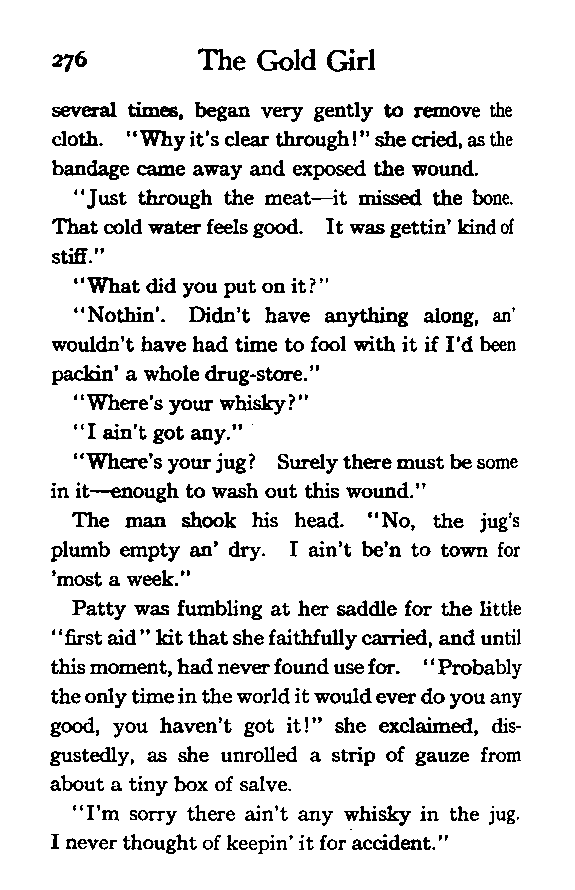 276 The Gold Girl
several times, began very gently to remove the
cloth. "Why it's clear through!" she cried, as the
bandage came away and exposed the wound.
"Just through the meat—it missed the bone.
That cold water feels good. It was gettin' kind of
stiff."
"What did you put on it?"
"Nothin'. Didn't have anything along, an'
wouldn't have had time to fool with it if I'd been
packin' a whole drug-store."
"Where's your whisky?"
"I ain't got any."
"Where's your jug? Surely there must be some
in it—enough to wash out this wound."
The man shook his head. "No, the jug's
plumb empty an' dry. I ain't be'n to town for
'most a week."
Patty was fumbling at her saddle for the little
"first aid" kit that she faithfully carried, and until
this moment, had never found use for. "Probably
the only time in the world it would ever do you any
good, you haven't got it!" she exclaimed, dis-
gustedly, as she unrolled a strip of gauze from
about a tiny box of salve.
"I'm sorry there ain't any whisky in the jug.
I never thought of keepin' it for accident."